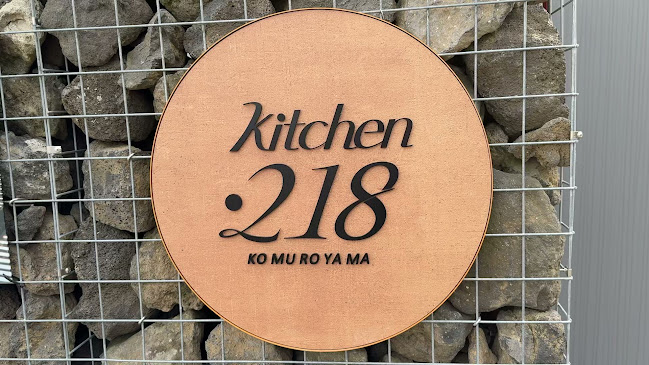 Kitchen
·218
KO MU RO YA MA